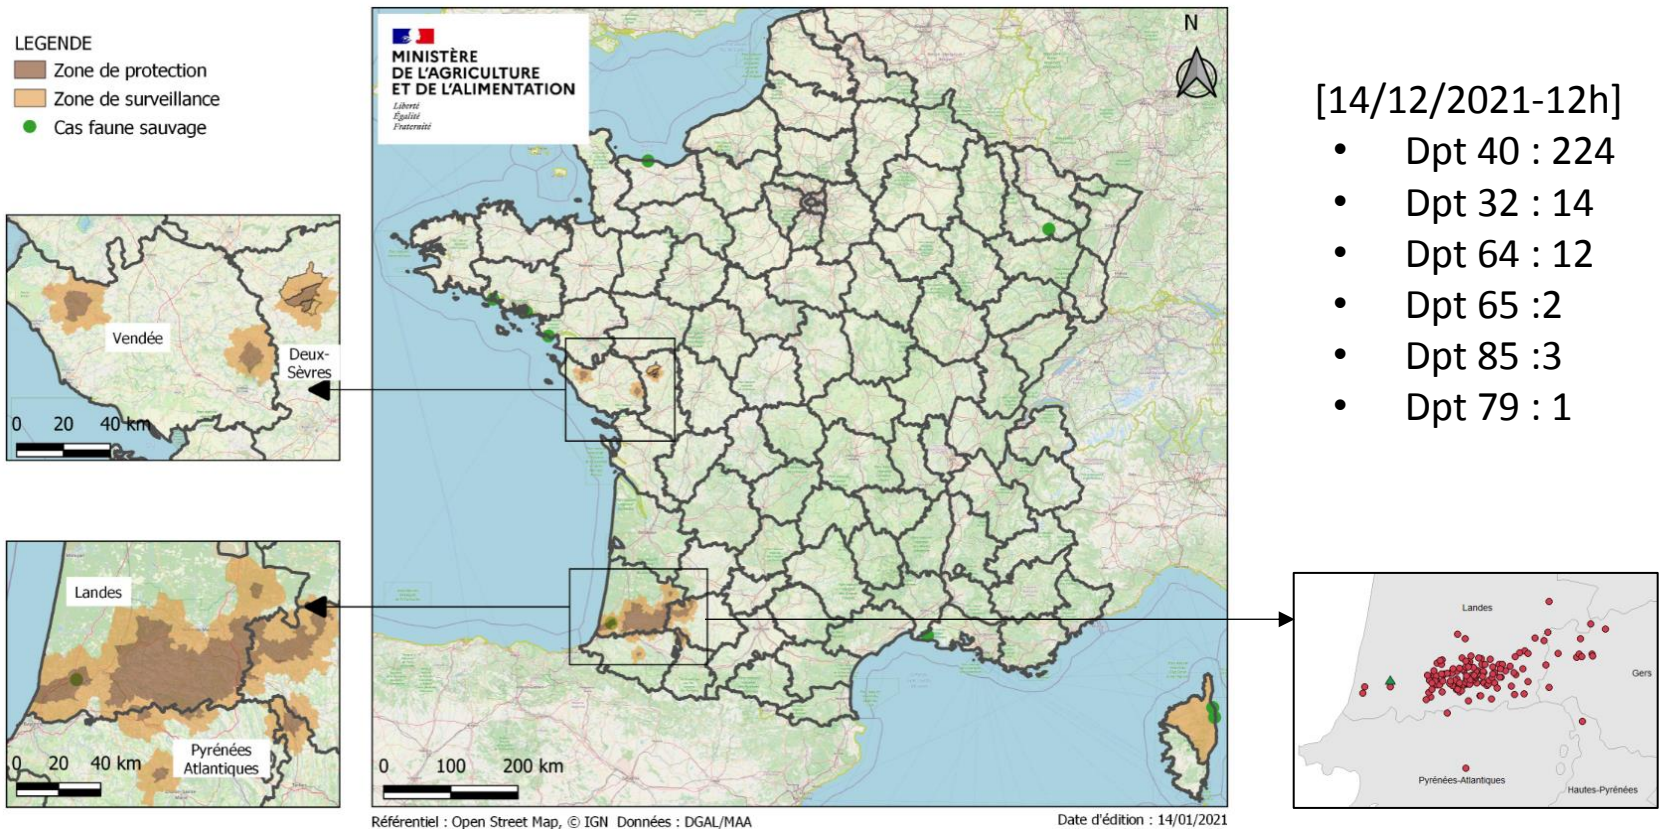 LEGENDE
Zone de protection
Zone de surveillance
Cas faune sauvage
MINISTÈRE
DE L'AGRICULTURE
ET DE L'ALIMENTATION
Liberté
Égalité
Fraternité
N
Vendée
Deux-
Sèvres
0 20 40 km
Landes
Pyrénées
Atlantiques
0 20 40 km
0 100 200 km
Référentiel : Open Street Map, © IGN Données : DGAL/MAA
Date d'édition : 14/01/2021
[14/12/2021-12h]
• Dpt 40 : 224
• Dpt 32 : 14
• Dpt 64 : 12
• Dpt 65 :2
• Dpt 85 :3
• Dpt 79 : 1
Landes
Gers
Pyrénées-Atlantiques
Hautes-Pyrénées